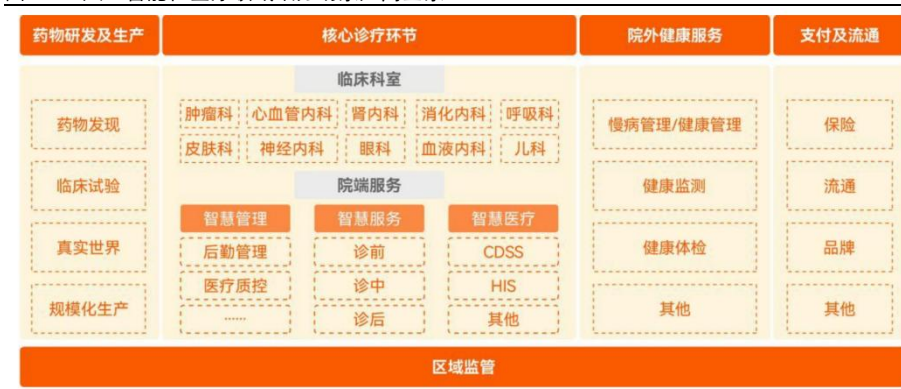 药物研发及生产
核心诊疗环节
院外健康服务
支付及流通
药物发现
临床试验
真实世界
规模化生产
临床科室
肿瘤科 心血管内科 肾内科 消化内科 呼吸科
皮肤科 神经内科 眼科 血液内科 儿科
院端服务
智慧管理 智慧服务 智慧医疗
后勤管理 诊前 CDSS
医疗质控 诊中 HIS
...... 诊后 其他
慢病管理/健康管理
健康监测
健康体检
其他
保险
流通
品牌
其他
区域监管